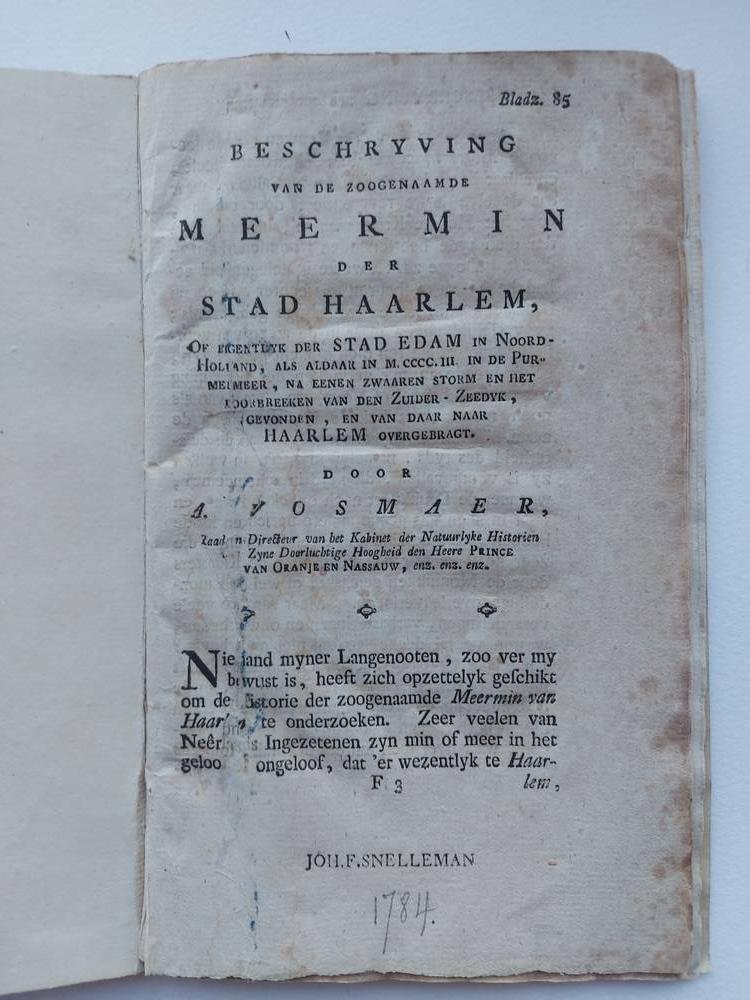 Bladz. 85
BESCHRYVING
VAN DE ZOOGENAAMDE
MEERMIN
DER
STAD HAARLEM,
OF EIGENTLYK DER STAD EDAM IN NOORD-
HOLLAND, ALS ALDAAR IN M.CCCC.III. IN DE PUR-
MERMEER, NA EENEN ZWAAREN STORM EN HET
DOORBREEKEN VAN DEN ZUIDER-ZEEDYK,
GEVONDEN, EN VAN DAAR NAAR
HAARLEM OVERGEBRAGT.
DOOR
A. VOSMAER,
Directeur van het Kabinet der Natuurlyke Historien
Zyne Doorluchtige Hoogheid den Heere PRINCE
VAN ORANJE EN NASSAUW, enz. enz. enz.
Niemand myner Langenooten, zoo ver my
bewust is, heeft zich opzettelyk geschikt
om de Historie der zoogenaamde Meermin van
Haarlem te onderzoeken. Zeer veelen van
Ingezetenen zyn min of meer in het
geloof ongeloof, dat 'er wezentlyk te Haar-
F 3 lem,
JOH.F.SNELLEMAN
1784.